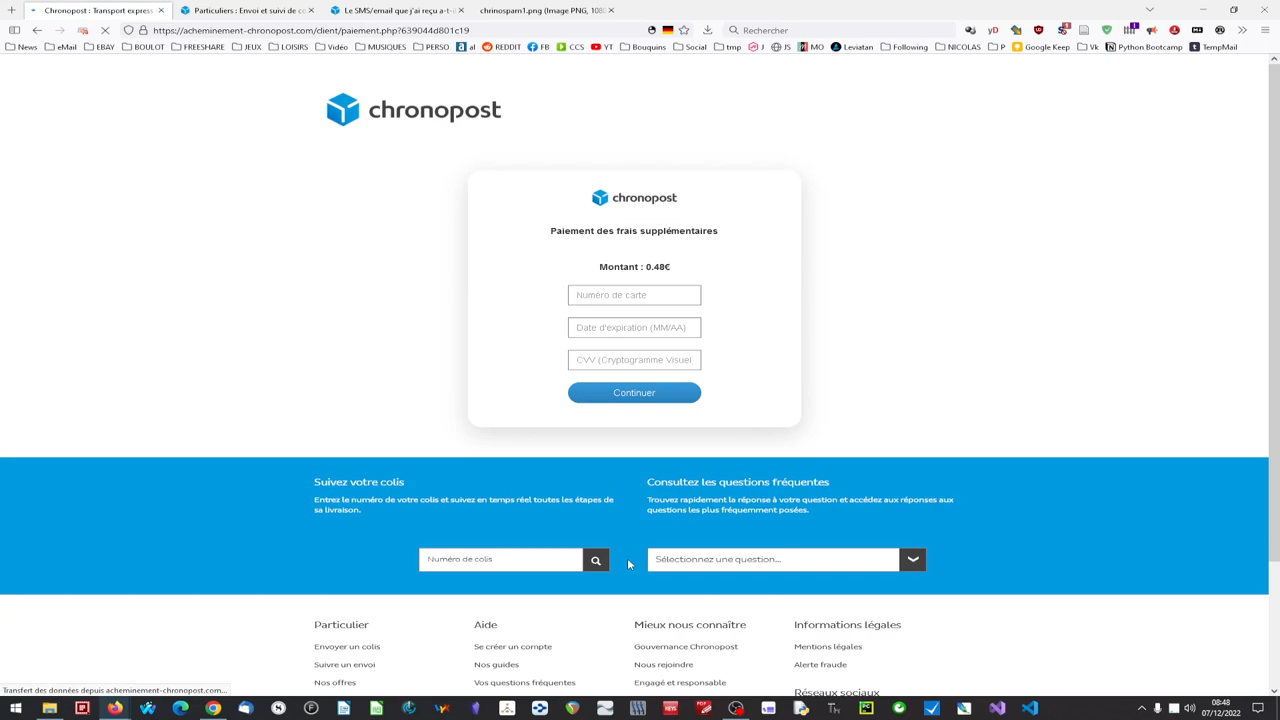 Chronopost : Transport express
Particuliers : Envoi et suivi de co
Le SMS/email que j'ai reçu a-t-il
chinospam1.png (Image PNG, 1080
https://acheminement-chronopost.com/client/paiement.php?639044d801c19
Rechercher
News eMail EBAY BOULOT FREESHARE JEUX LOISIRS Vidéo MUSIQUES PERSO al REDDIT FB CCS YT Bouquins Social tmp J JS MO Leviatan Following NICOLAS P Google Keep Vk Python Bootcamp TempMail
chronopost
chronopost
Paiement des frais supplémentaires
Montant : 0.48€
Numéro de carte
Date d'expiration (MM/AA)
CVV (Cryptogramme Visuel
Continuer
Suivez votre colis
Entrez le numéro de votre colis et suivez en temps réel toutes les étapes de
sa livraison.
Numéro de colis
Consultez les questions fréquentes
Trouvez rapidement la réponse à votre question et accédez aux réponses aux
questions les plus fréquemment posées.
Sélectionnez une question...
Particulier
Envoyer un colis
Suivre un envoi
Nos offres
Aide
Se créer un compte
Nos guides
Vos questions fréquentes
Mieux nous connaître
Gouvernance Chronopost
Nous rejoindre
Engagé et responsable
Informations légales
Mentions légales
Alerte fraude
Réseaux sociaux
Transfert des données depuis acheminement-chronopost.com...
08:48
07/12/2022